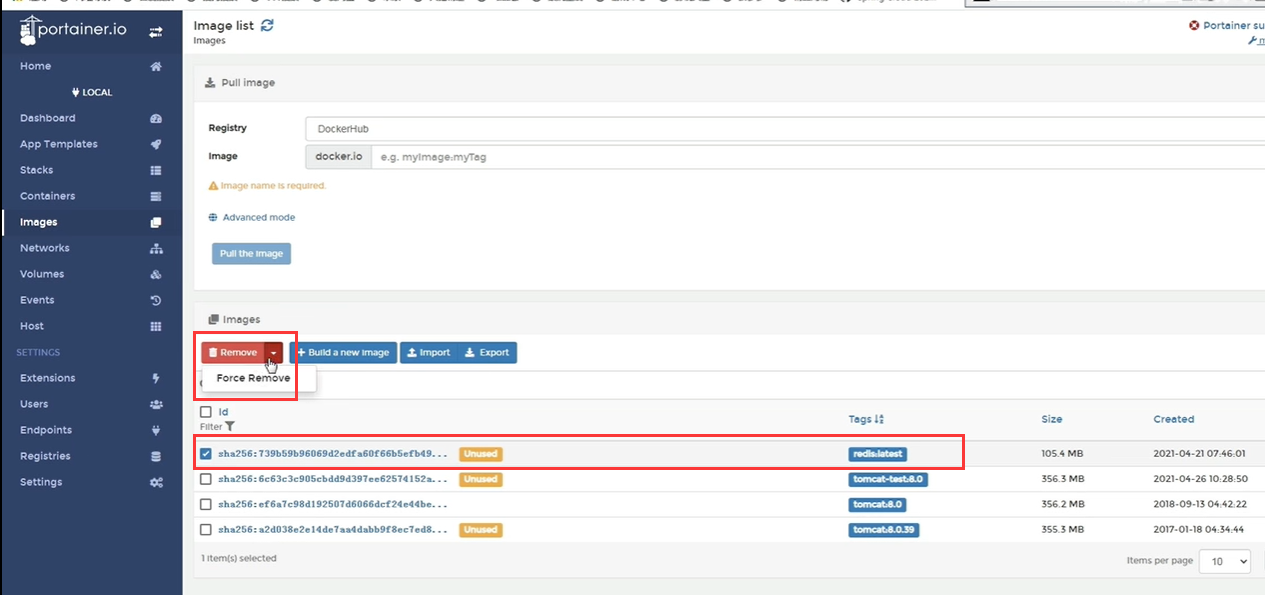 portainer.io
Image list
Images
Portainer su
Home
LOCAL
Dashboard
App Templates
Stacks
Containers
Images
Networks
Volumes
Events
Host
SETTINGS
Extensions
Users
Endpoints
Registries
Settings
Pull image
Registry DockerHub
Image docker.io e.g. myImage:myTag
Image name is required.
Advanced mode
Pull the image
Images
Remove + Build a new image Import Export
Force Remove
Id Tags Size Created
Filter
sha256:739b59b96069d2edfa60f66b5efb49... Unused redis:latest 105.4 MB 2021-04-21 07:46:01
sha256:6c63c3c905cbdd9d397ee62574152a... Unused tomcat-test:8.0 356.3 MB 2021-04-26 10:28:50
sha256:ef6a7c98d192507d6066dcf24e44be... tomcat:8.0 356.2 MB 2018-09-13 04:42:22
sha256:a2d038e2e14de7aa4dabb9f8ec7ed8... Unused tomcat:8.0.39 355.3 MB 2017-01-18 04:34:44
1 item(s) selected
Items per page 10